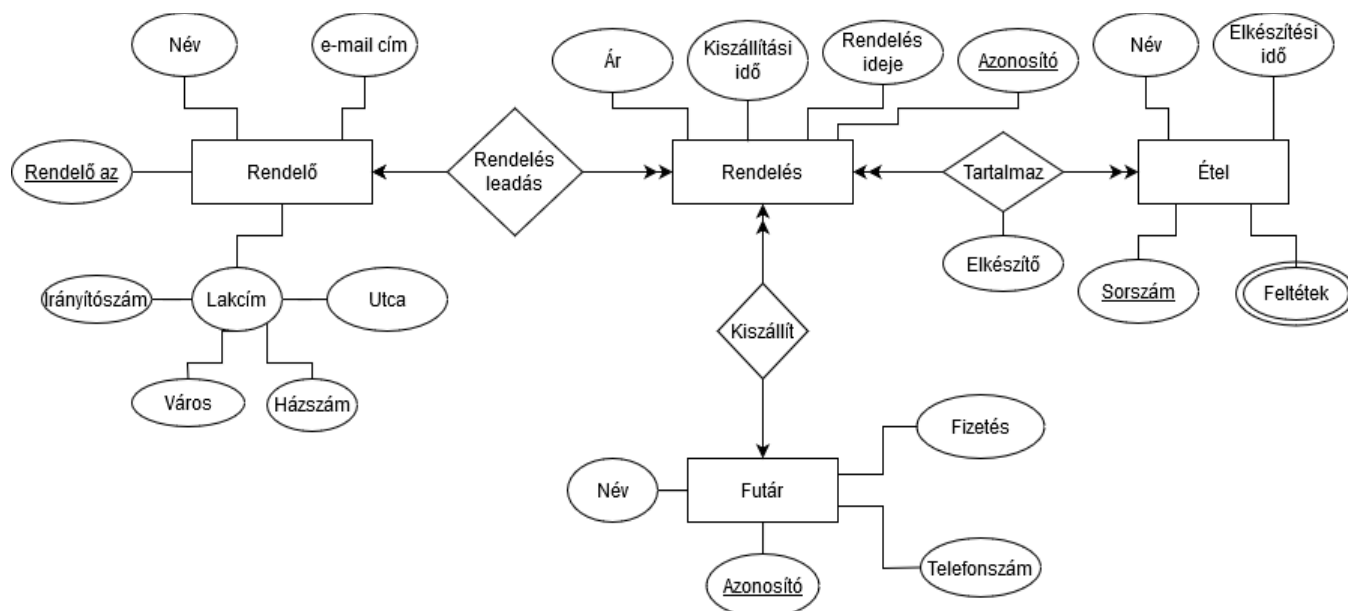 Név
e-mail cím
Ár
Kiszállítási
idő
Rendelés
ideje
Azonosító
Név
Elkészítési
idő
Rendelő az
Rendelő
Rendelés
leadás
Rendelés
Tartalmaz
Étel
Elkészítő
Irányítószám
Lakcím
Utca
Sorszám
Feltétek
Kiszállít
Város
Házszám
Fizetés
Név
Futár
Telefonszám
Azonosító